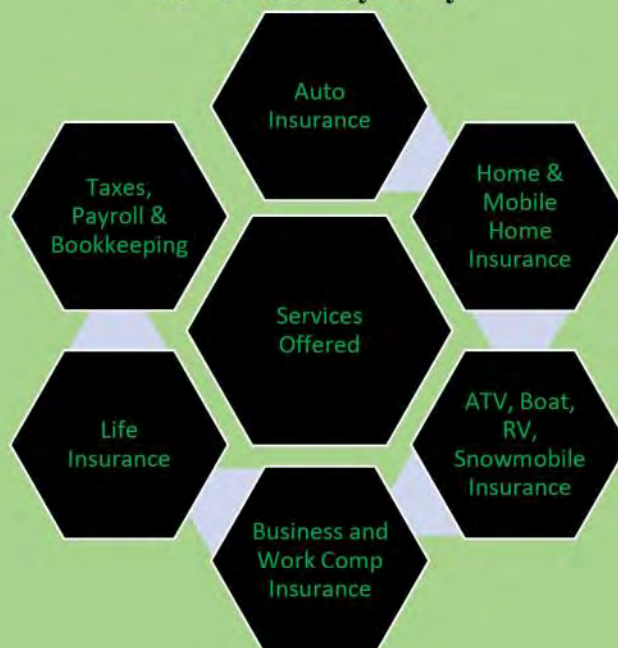 Auto
Insurance
Home &
Mobile
Home
Insurance
ATV, Boat,
RV,
Snowmobile
Insurance
Business and
Work Comp
Insurance
Life
Insurance
Taxes,
Payroll &
Bookkeeping
Services
Offered